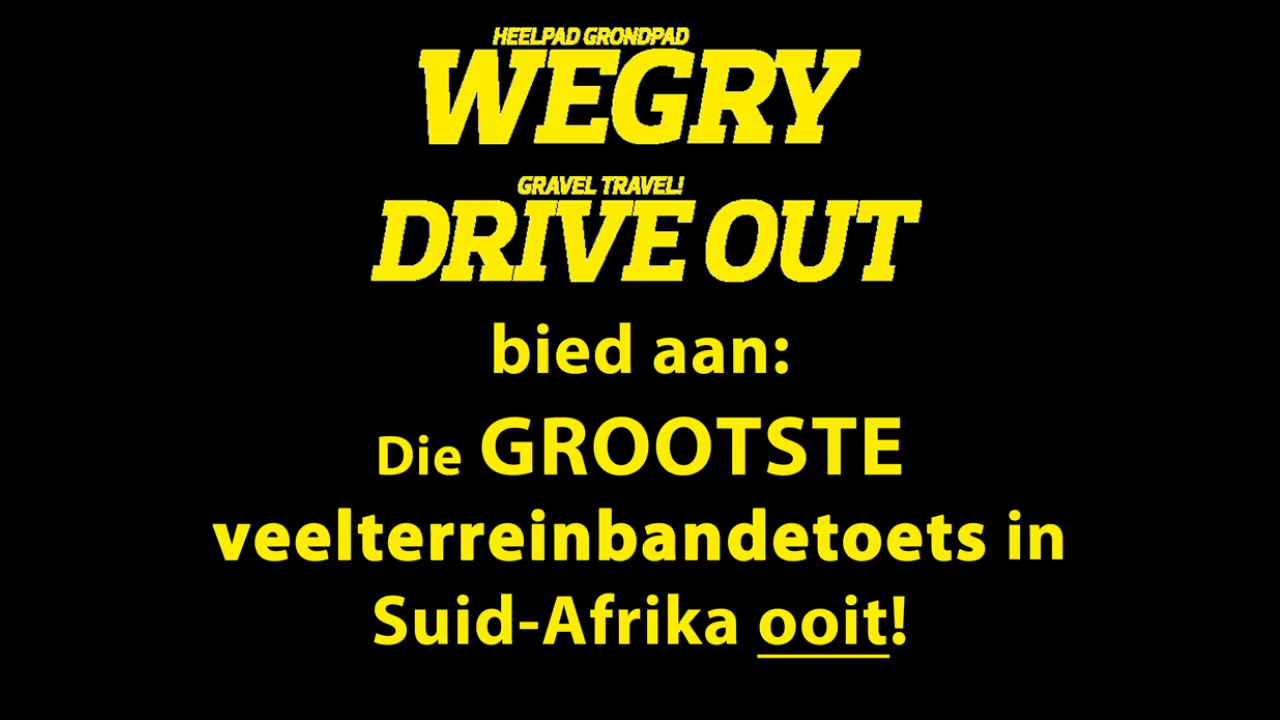 HEELPAD GRONDPAD
WEGRY
GRAVEL TRAVEL!
DRIVE OUT
bied aan:
Die GROOTSTE
veelterreinbandetoets in
Suid-Afrika ooit!